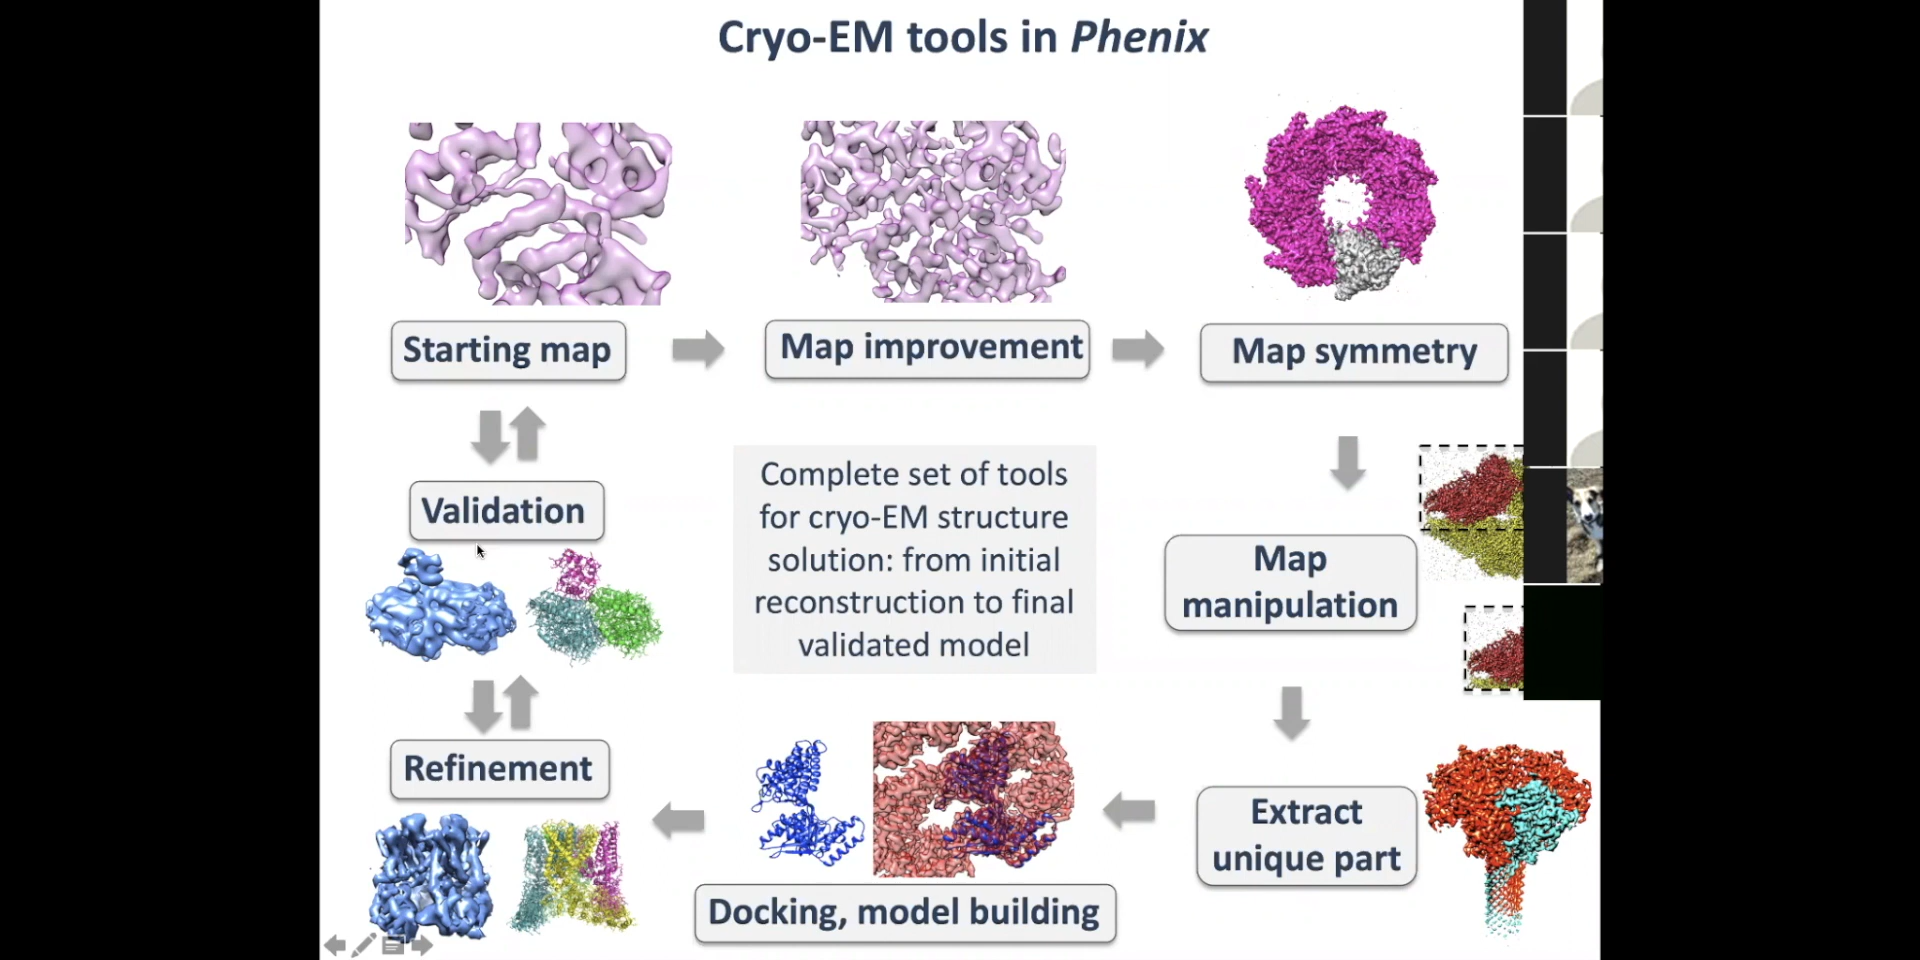 Cryo-EM tools in Phenix
Starting map
Map improvement
Map symmetry
Validation
Complete set of tools
for cryo-EM structure
solution: from initial
reconstruction to final
validated model
Map
manipulation
Refinement
Extract
unique part
Docking, model building